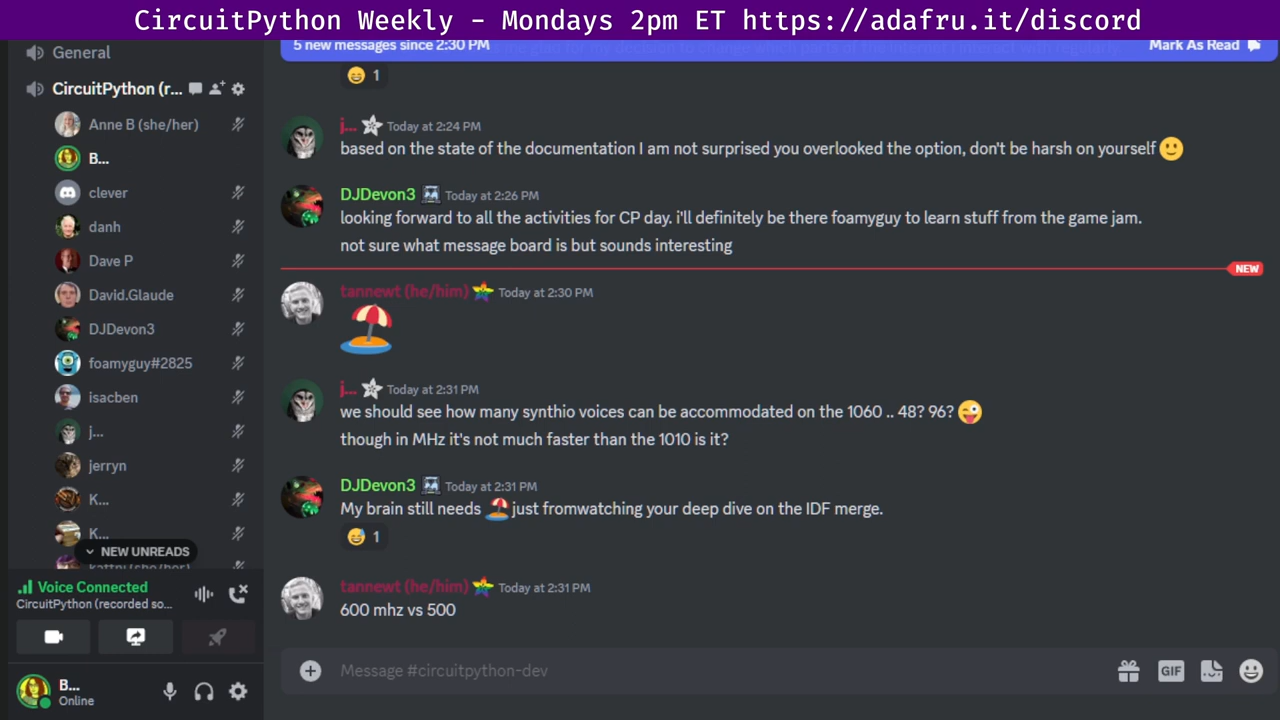 CircuitPython Weekly - Mondays 2pm ET https://adafru.it/discord
General
CircuitPython (r...
Anne B (she/her)
B...
clever
danh
Dave P
David.Glaude
DJDevon3
foamyguy#2825
isacben
j...
jerryn
K...
K...
kattni (she/her)
NEW UNREADS
Voice Connected
CircuitPython (recorded so...
B...
Online
5 new messages since 2:30 PM
Mark As Read
😄 1
j... Today at 2:24 PM
based on the state of the documentation I am not surprised you overlooked the option, don't be harsh on yourself 🙂
DJDevon3 Today at 2:26 PM
looking forward to all the activities for CP day. i'll definitely be there foamyguy to learn stuff from the game jam.
not sure what message board is but sounds interesting
NEW
tannewt (he/him) Today at 2:30 PM
j... Today at 2:31 PM
we should see how many synthio voices can be accommodated on the 1060 .. 48? 96? 😜
though in MHz it's not much faster than the 1010 is it?
DJDevon3 Today at 2:31 PM
My brain still needs 🏖️ just fromwatching your deep dive on the IDF merge.
😅 1
tannewt (he/him) Today at 2:31 PM
600 mhz vs 500
Message #circuitpython-dev
GIF